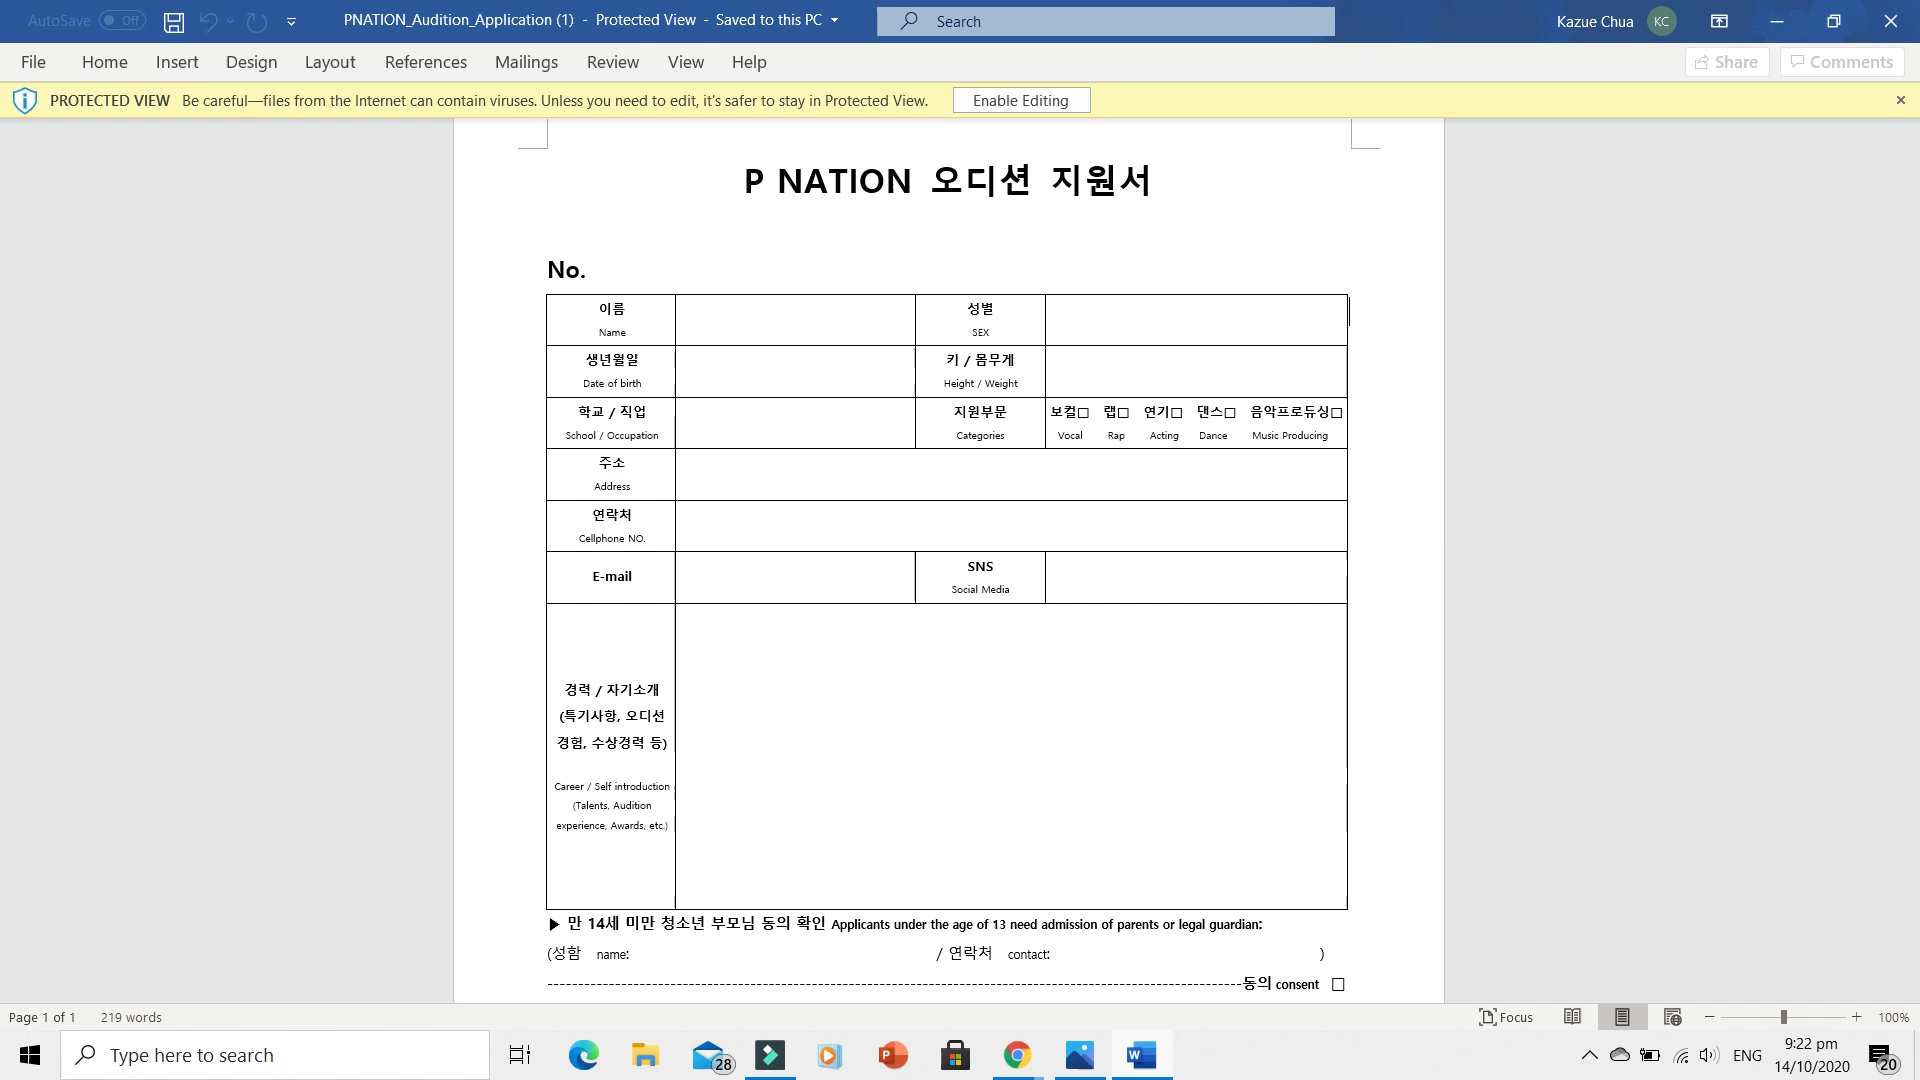 AutoSave Off PNATION_Audition_Application (1) - Protected View - Saved to this PC Search Kazue Chua KC
File Home Insert Design Layout References Mailings Review View Help Share Comments
PROTECTED VIEW Be careful—files from the Internet can contain viruses. Unless you need to edit, it's safer to stay in Protected View. Enable Editing
P NATION 오디션 지원서
No.
이름 성별
Name SEX
생년월일 키 / 몸무게
Date of birth Height / Weight
학교 / 직업 지원부문 보컬□ 랩□ 연기□ 댄스□ 음악프로듀싱□
School / Occupation Categories Vocal Rap Acting Dance Music Producing
주소
Address
연락처
Cellphone NO.
E-mail SNS
Social Media
경력 / 자기소개
(특기사항, 오디션
경험, 수상경력 등)
Career / Self introduction
(Talents, Audition
experience, Awards, etc.)
▶ 만 14세 미만 청소년 부모님 동의 확인 Applicants under the age of 13 need admission of parents or legal guardian:
(성함 name: / 연락처 contact: )
동의 consent □
Page 1 of 1 219 words Focus 100%
Type here to search 28 ENG 9:22 pm
14/10/2020 20